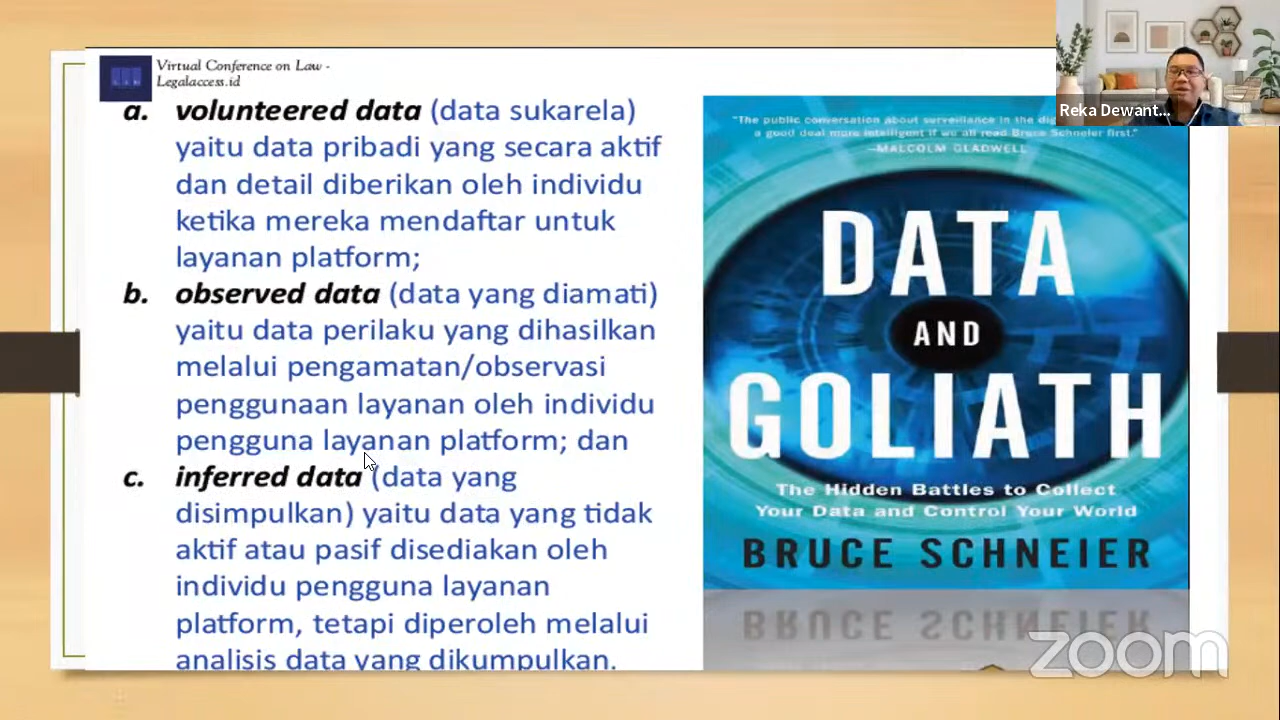 Virtual Conference on Law -
Legalaccess.id
a. volunteered data (data sukarela)
yaitu data pribadi yang secara aktif
dan detail diberikan oleh individu
ketika mereka mendaftar untuk
layanan platform;
b. observed data (data yang diamati)
yaitu data perilaku yang dihasilkan
melalui pengamatan/observasi
penggunaan layanan oleh individu
pengguna layanan platform; dan
c. inferred data (data yang
disimpulkan) yaitu data yang tidak
aktif atau pasif disediakan oleh
individu pengguna layanan
platform, tetapi diperoleh melalui
analisis data yang dikumpulkan.
"The public conversation about surveillance in the dig
a good deal more intelligent if we all read Bruce Schneier first."
—MALCOLM GLADWELL
DATA
AND
GOLIATH
The Hidden Battles to Collect
Your Data and Control Your World
BRUCE SCHNEIER
BRUCE SCHNEIER
Reka Dewant...
zoom